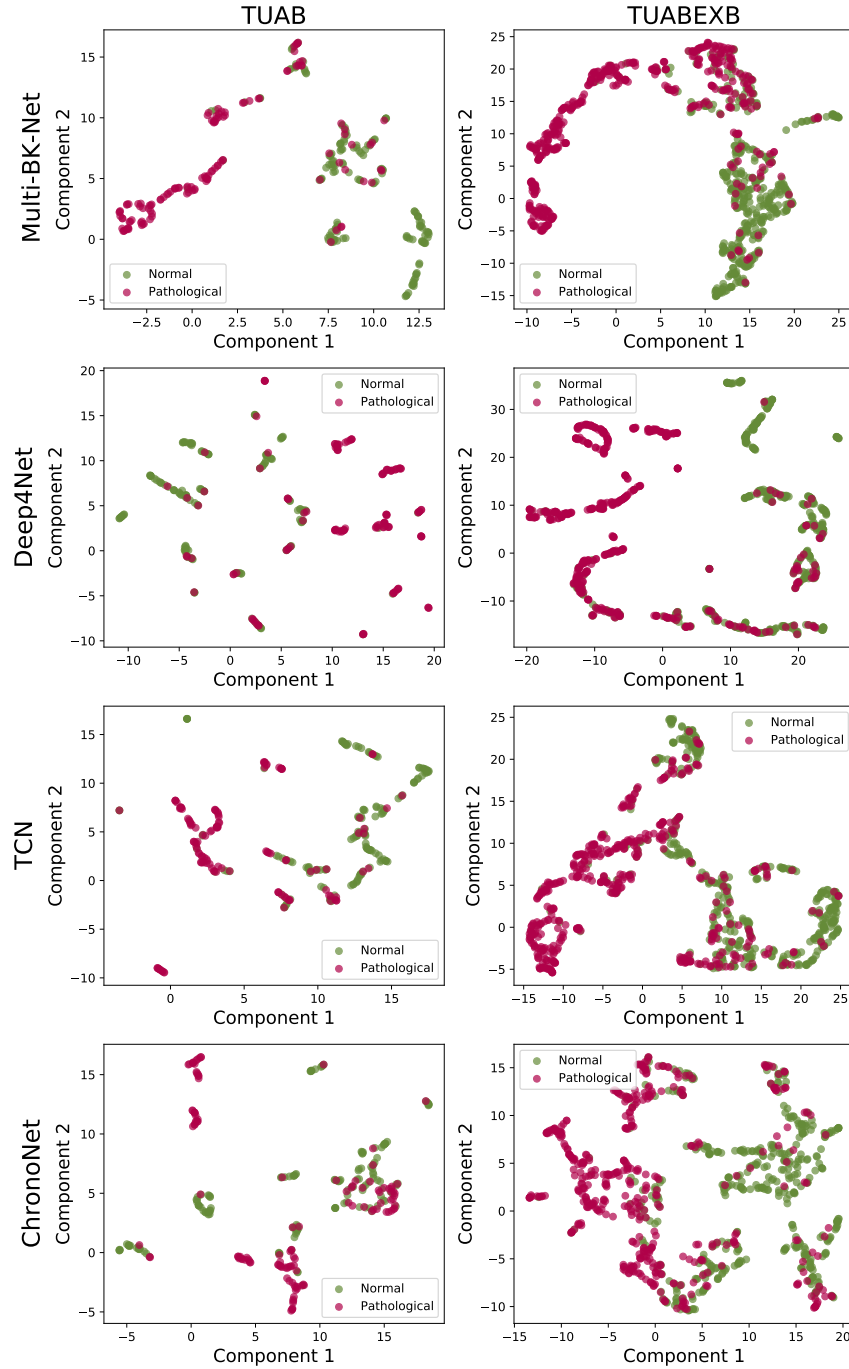 TUAB
TUABEXB
Multi-BK-Net
Component 2
15
10
5
0
−5
Normal
Pathological
−2.5
0.0
2.5
5.0
7.5
10.0
12.5
Component 1
Component 2
25
20
15
10
5
0
−5
−10
−15
Normal
Pathological
−10
−5
0
5
10
15
20
25
Component 1
Deep4Net
Component 2
20
15
10
5
0
−5
−10
Normal
Pathological
−10
−5
0
5
10
15
20
Component 1
Component 2
30
20
10
0
−10
Normal
Pathological
−20
−10
0
10
20
Component 1
TCN
Component 2
15
10
5
0
−5
−10
Normal
Pathological
0
5
10
15
Component 1
Component 2
25
20
15
10
5
0
−5
Normal
Pathological
−15
−10
−5
0
5
10
15
20
25
Component 1
ChronoNet
Component 2
15
10
5
0
−5
Normal
Pathological
−5
0
5
10
15
Component 1
Component 2
15
10
5
0
−5
−10
Normal
Pathological
−15
−10
−5
0
5
10
15
20
Component 1